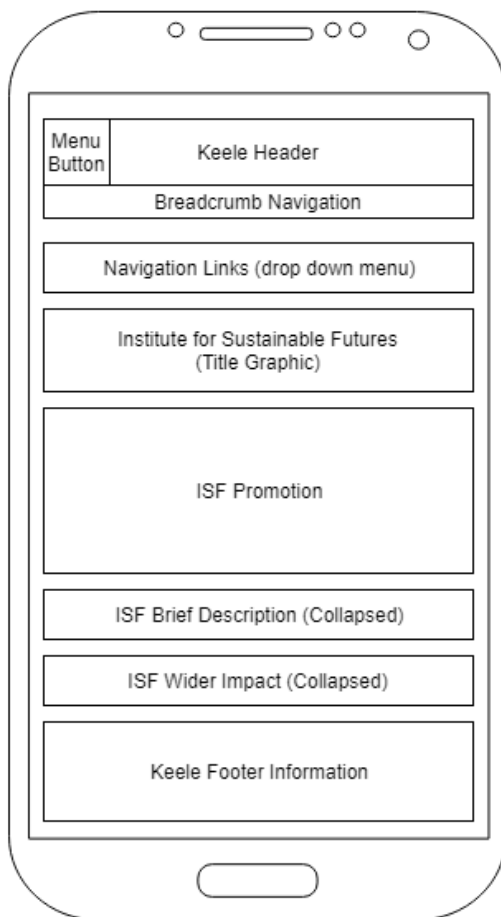 Menu
Button
Keele Header
Breadcrumb Navigation
Navigation Links (drop down menu)
Institute for Sustainable Futures
(Title Graphic)
ISF Promotion
ISF Brief Description (Collapsed)
ISF Wider Impact (Collapsed)
Keele Footer Information